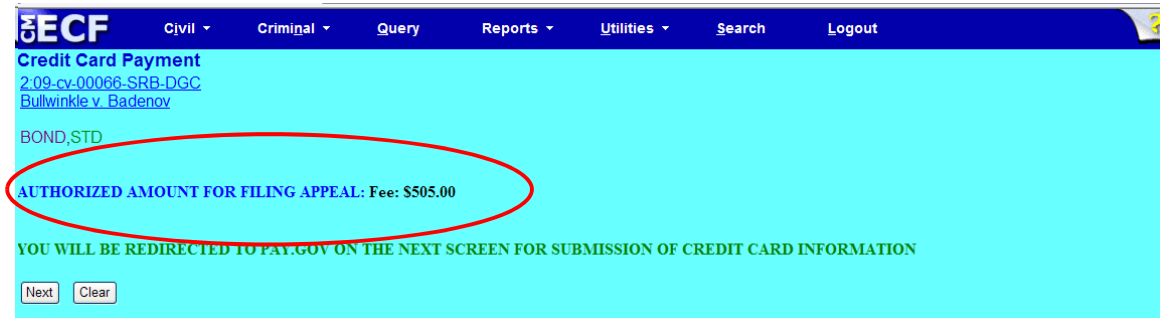 CM ECF Civil Criminal Query Reports Utilities Search Logout ?
Credit Card Payment
2:09-cv-00066-SRB-DGC
Bullwinkle v. Badenov
BOND,STD
AUTHORIZED AMOUNT FOR FILING APPEAL: Fee: $505.00
YOU WILL BE REDIRECTED TO PAY.GOV ON THE NEXT SCREEN FOR SUBMISSION OF CREDIT CARD INFORMATION
Next Clear